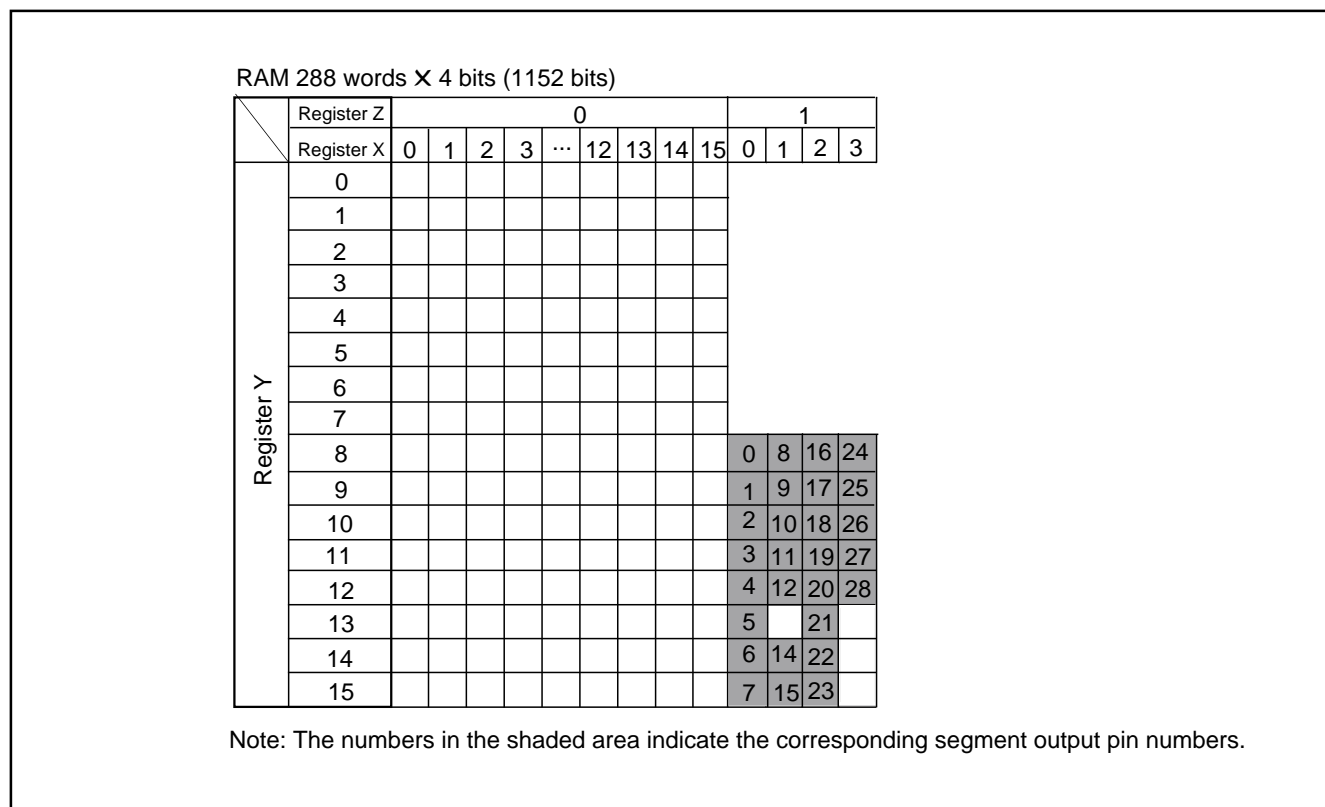 RAM 288 words X 4 bits (1152 bits)
Register Z 0 1
Register X 0 1 2 3 ... 12 13 14 15 0 1 2 3
Register Y
0
1
2
3
4
5
6
7
8 0 8 16 24
9 1 9 17 25
10 2 10 18 26
11 3 11 19 27
12 4 12 20 28
13 5 21
14 6 14 22
15 7 15 23
Note: The numbers in the shaded area indicate the corresponding segment output pin numbers.